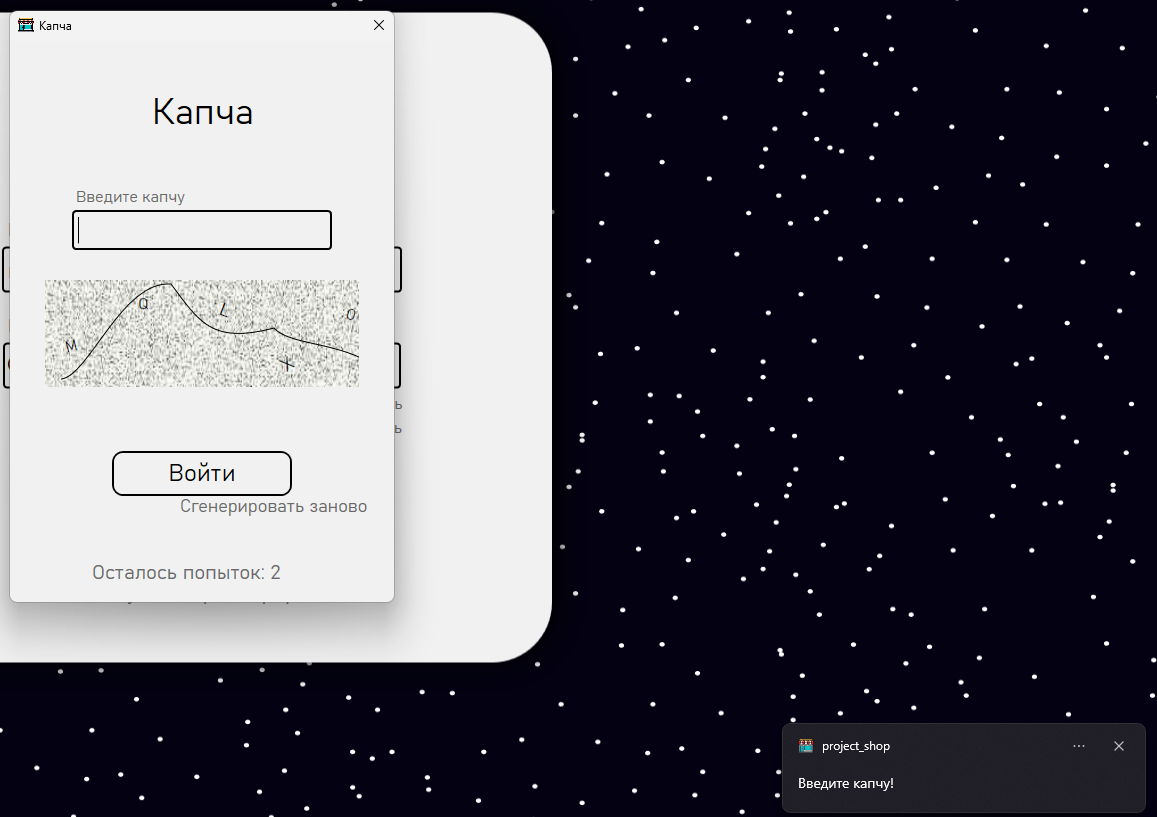 Капча
Капча
Введите капчу
M Q L X O
ь
ь
Войти
Сгенерировать заново
Осталось попыток: 2
project_shop
Введите капчу!